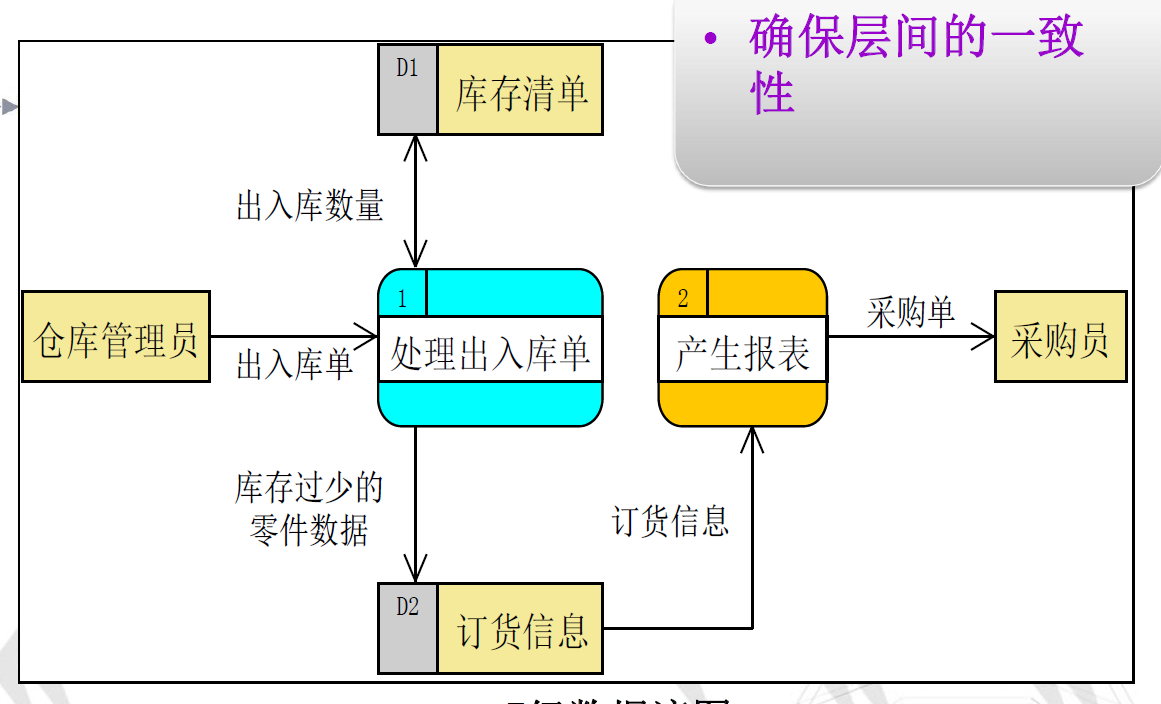 • 确保层间的一致
性
D1
库存清单
出入库数量
仓库管理员
出入库单
1
处理出入库单
2
产生报表
采购单
采购员
库存过少的
零件数据
订货信息
D2
订货信息